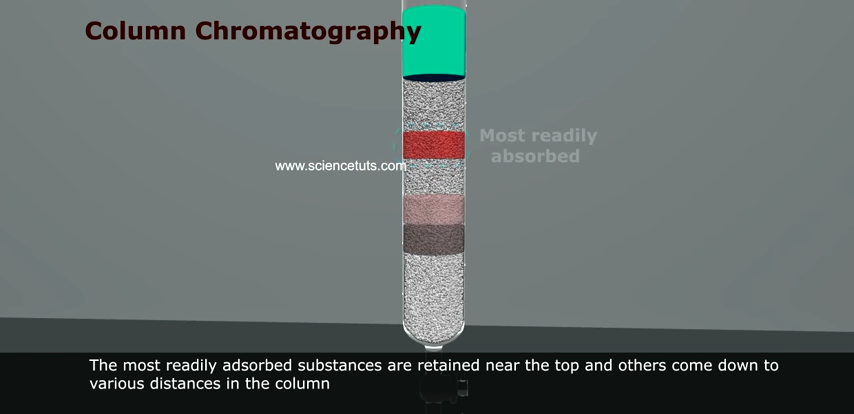 Column Chromatography
Most readily
absorbed
www.sciencetuts.com
The most readily adsorbed substances are retained near the top and others come down to
various distances in the column